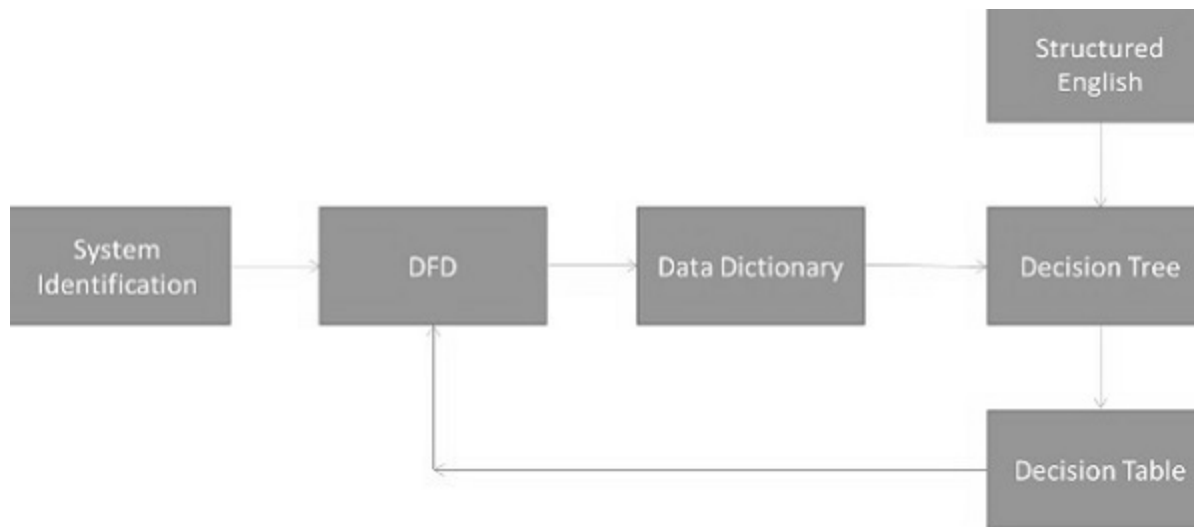 Structured
English
System
Identification
DFD
Data Dictionary
Decision Tree
Decision Table